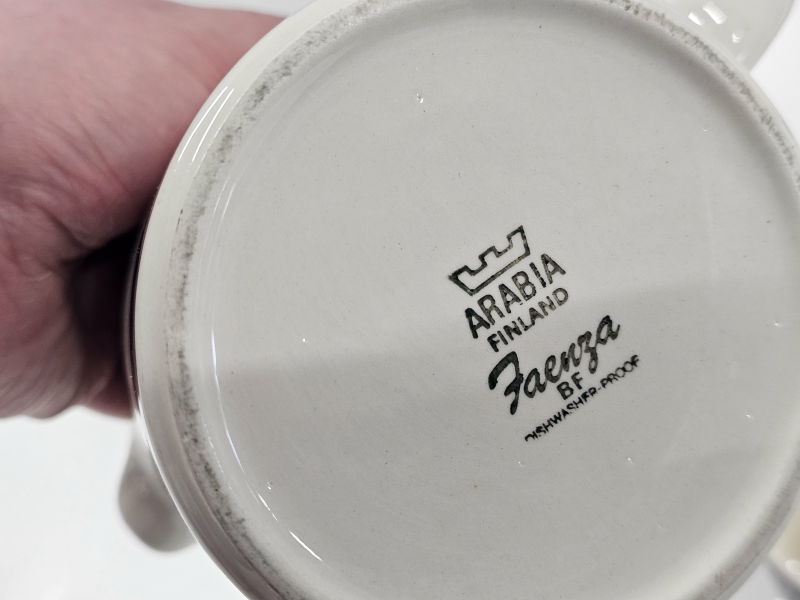 ARABIA
FINLAND
Faenza
BF
DISHWASHER-PROOF